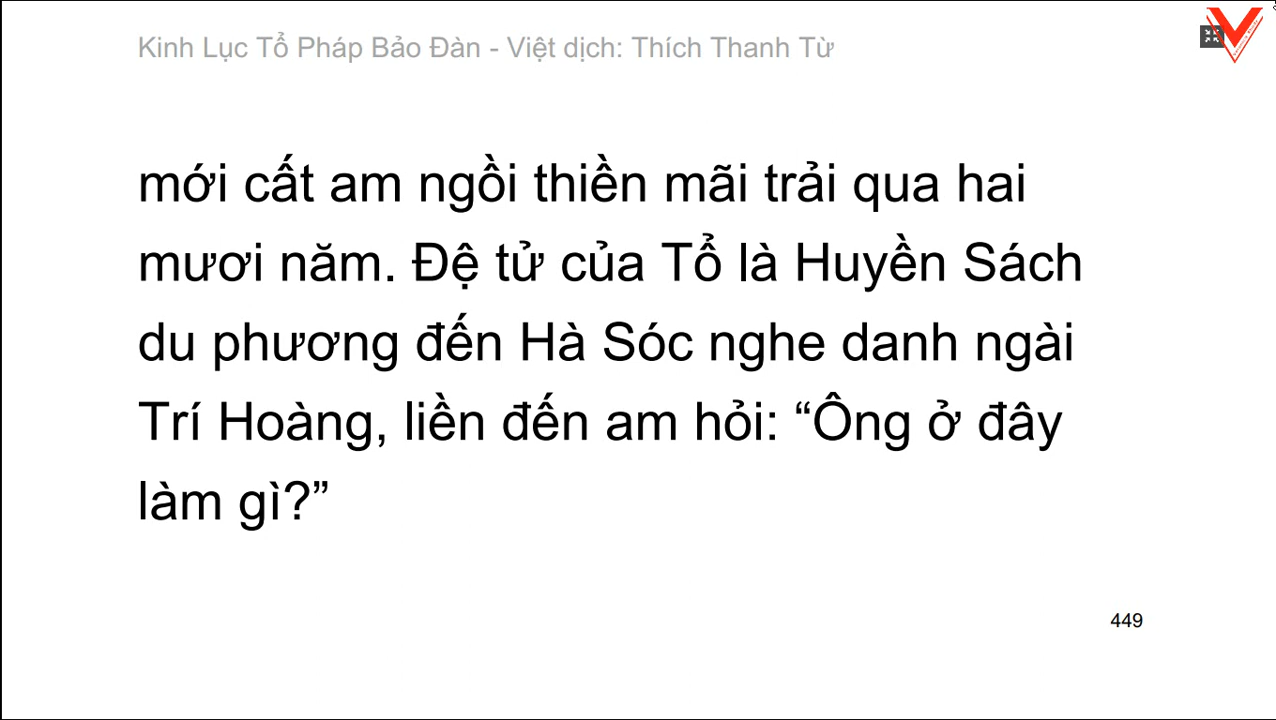 Kinh Lục Tổ Pháp Bảo Đàn - Việt dịch: Thích Thanh Từ
mới cất am ngồi thiền mãi trải qua hai
mươi năm. Đệ tử của Tổ là Huyền Sách
du phương đến Hà Sóc nghe danh ngài
Trí Hoàng, liền đến am hỏi: “Ông ở đây
làm gì?”
449